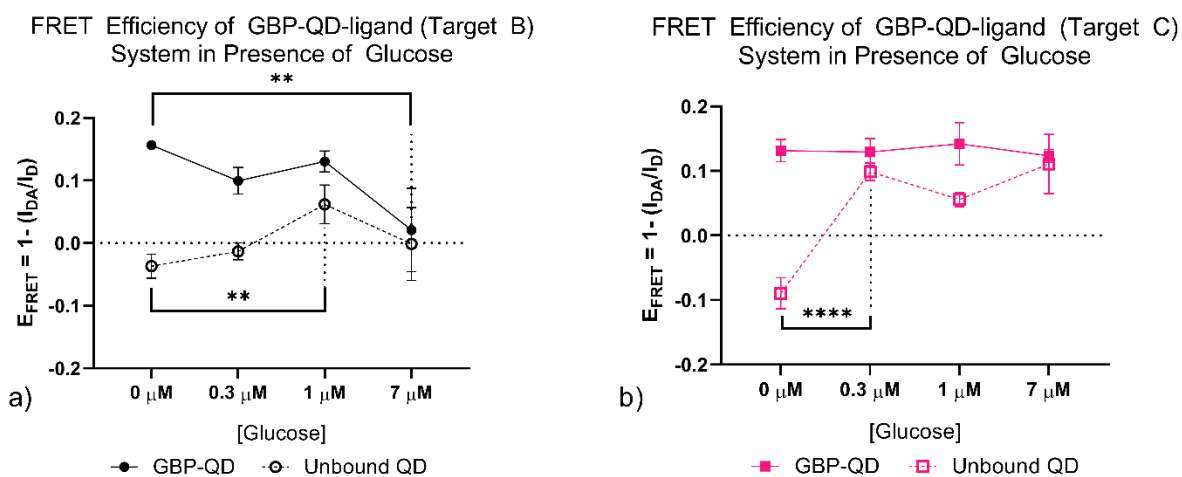 FRET Efficiency of GBP-QD-ligand (Target B)
System in Presence of Glucose
**
0.2
0.1
0.0
-0.1
-0.2
E_FRET = 1- (I_DA/I_D)
**
0 μM
0.3 μM
1 μM
7 μM
a)
[Glucose]
GBP-QD
Unbound QD
FRET Efficiency of GBP-QD-ligand (Target C)
System in Presence of Glucose
0.2
0.1
0.0
-0.1
-0.2
E_FRET = 1- (I_DA/I_D)
****
0 μM
0.3 μM
1 μM
7 μM
b)
[Glucose]
GBP-QD
Unbound QD